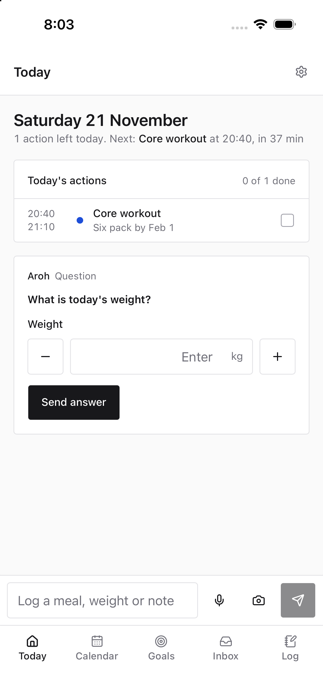 8:03
Today
Saturday 21 November
1 action left today. Next: Core workout at 20:40, in 37 min
Today's actions
0 of 1 done
20:40
21:10
Core workout
Six pack by Feb 1
Aroh Question
What is today's weight?
Weight
− Enter kg +
Send answer
Log a meal, weight or note
Today Calendar Goals Inbox Log